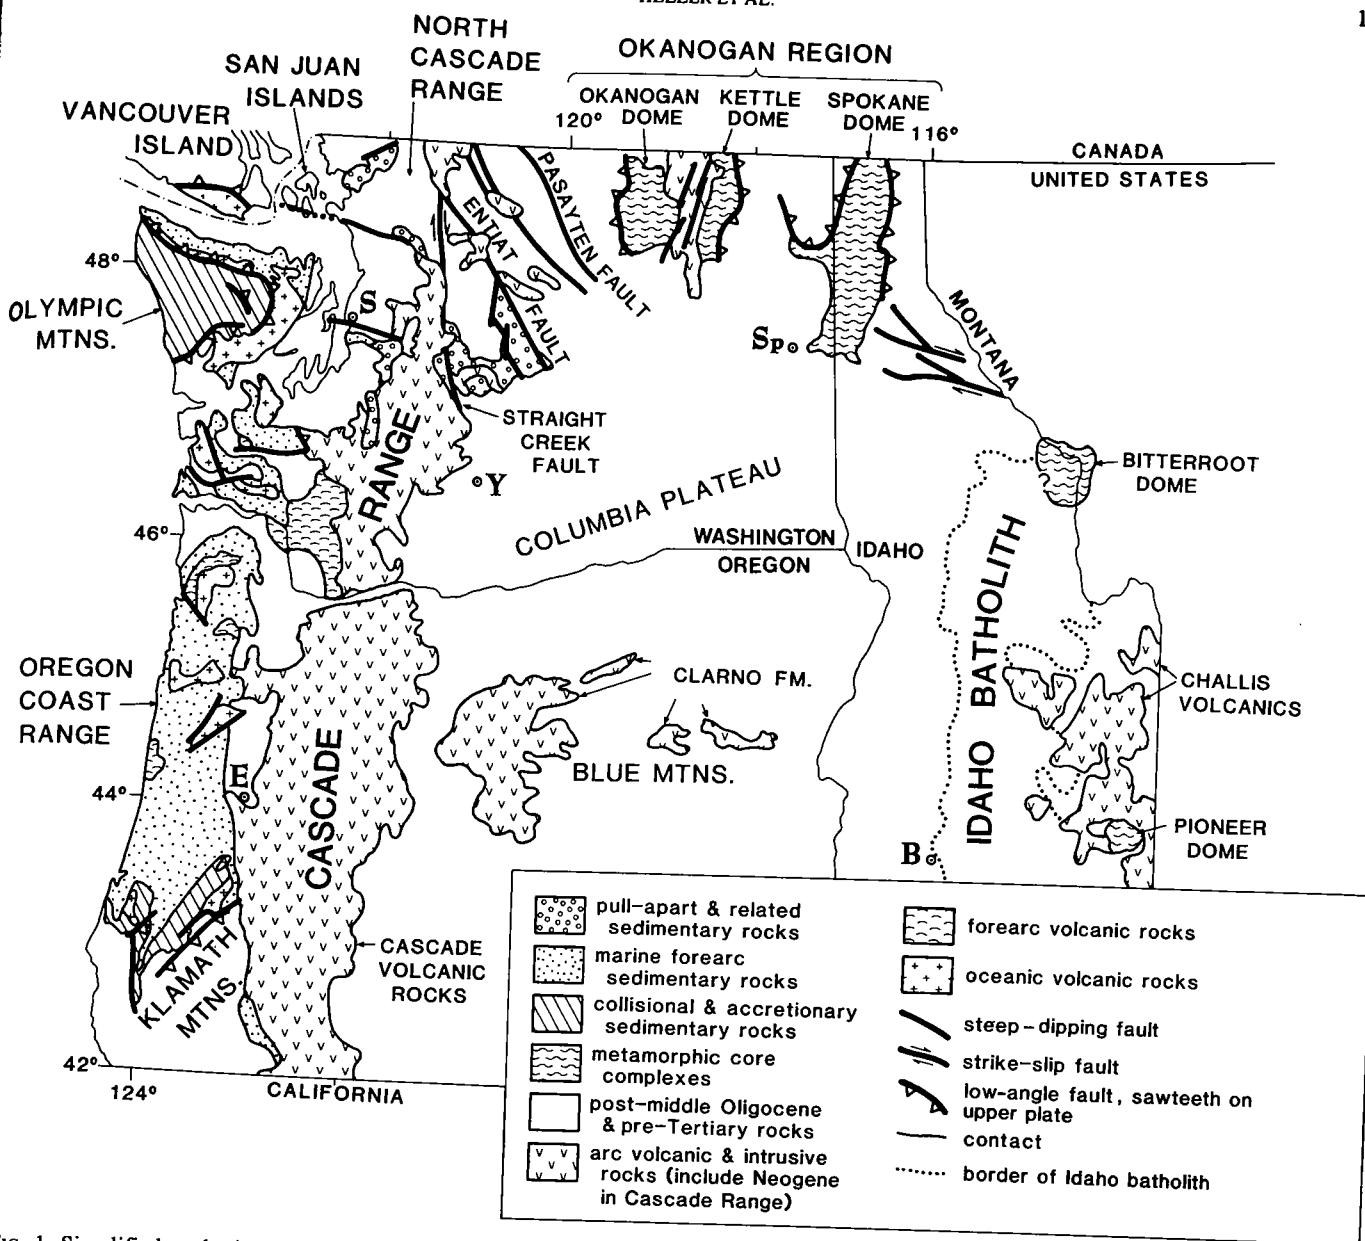 HELLER ET AL.
1
NORTH
CASCADE
RANGE
SAN JUAN
ISLANDS
VANCOUVER
ISLAND
OKANOGAN REGION
OKANOGAN
DOME
KETTLE
DOME
SPOKANE
DOME
120°
116°
CANADA
UNITED STATES
PASAYTEN FAULT
ENTIAT
FAULT
48°
OLYMPIC
MTNS.
S
Sp
MONTANA
STRAIGHT
CREEK
FAULT
RANGE
Y
COLUMBIA PLATEAU
BITTERROOT
DOME
46°
WASHINGTON
OREGON
IDAHO
IDAHO BATHOLITH
OREGON
COAST
RANGE
CLARNO FM.
CHALLIS
VOLCANICS
BLUE MTNS.
CASCADE
E
44°
PIONEER
DOME
B
KLAMATH
MTNS.
CASCADE
VOLCANIC
ROCKS
42°
124°
CALIFORNIA
pull-apart & related
sedimentary rocks
marine forearc
sedimentary rocks
collisional & accretionary
sedimentary rocks
metamorphic core
complexes
post-middle Oligocene
& pre-Tertiary rocks
arc volcanic & intrusive
rocks (include Neogene
in Cascade Range)
forearc volcanic rocks
oceanic volcanic rocks
steep-dipping fault
strike-slip fault
low-angle fault, sawteeth on
upper plate
contact
border of Idaho batholith